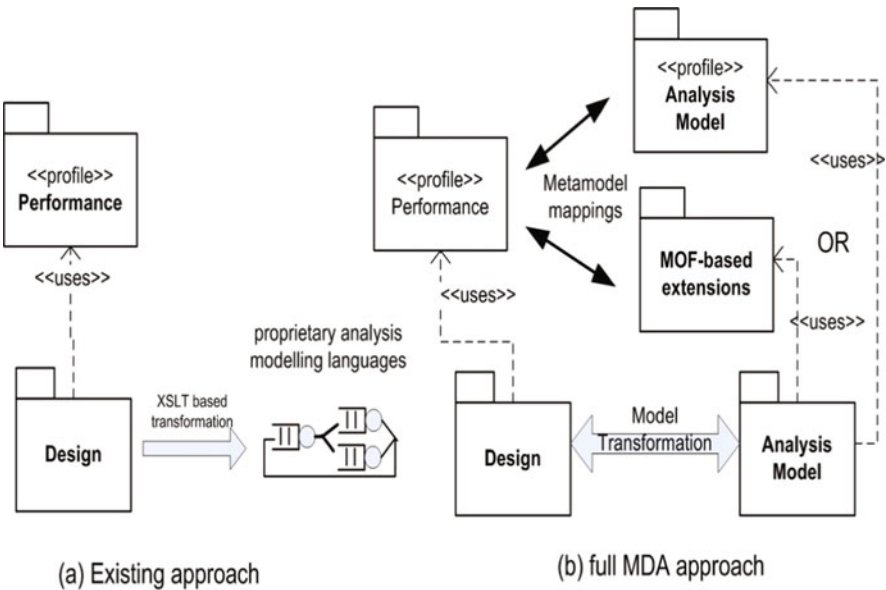 <<profile>>
Performance
<<uses>>
Design
XSLT based
transformation
proprietary analysis
modelling languages
(a) Existing approach
<<profile>>
Performance
<<uses>>
Metamodel
mappings
<<profile>>
Analysis
Model
<<uses>>
OR
MOF-based
extensions
<<uses>>
Design
Model
Transformation
Analysis
Model
(b) full MDA approach